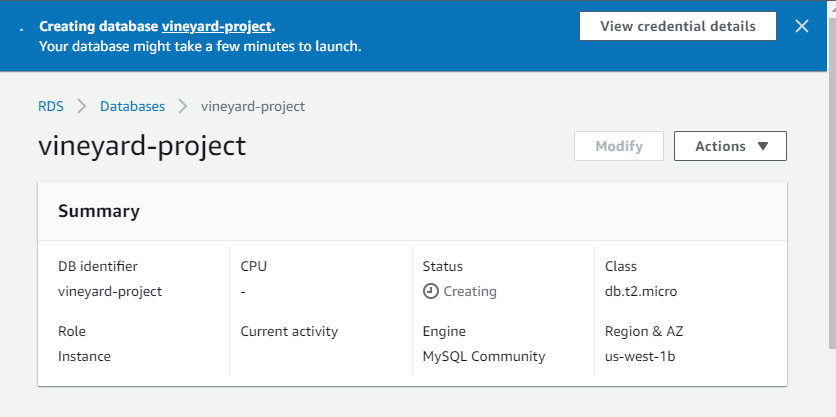 Creating database vineyard-project.
Your database might take a few minutes to launch.
View credential details
RDS
Databases
vineyard-project
vineyard-project
Modify
Actions
Summary
DB identifier
vineyard-project
CPU
-
Status
Creating
Class
db.t2.micro
Role
Instance
Current activity
Engine
MySQL Community
Region & AZ
us-west-1b